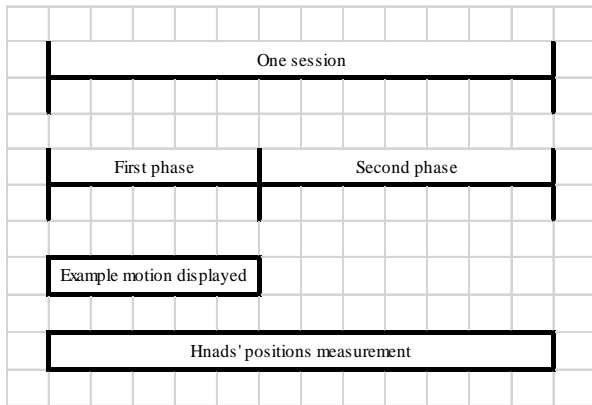 One session
First phase
Second phase
Example motion displayed
Hnads' positions measurement